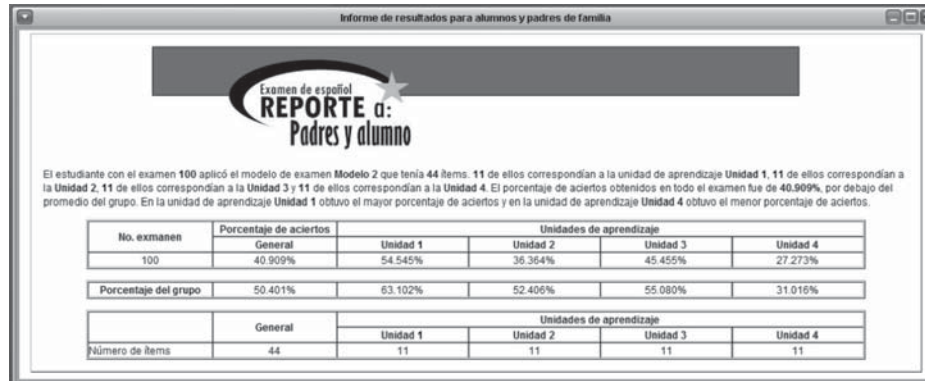 Informe de resultados para alumnos y padres de familia
Examen de español
REPORTE a:
Padres y alumno
El estudiante con el examen 100 aplicó el modelo de examen Modelo 2 que tenía 44 ítems. 11 de ellos correspondían a la unidad de aprendizaje Unidad 1, 11 de ellos correspondían a
la Unidad 2, 11 de ellos correspondían a la Unidad 3 y 11 de ellos correspondían a la Unidad 4. El porcentaje de aciertos obtenidos en todo el examen fue de 40.909%, por debajo del
promedio del grupo. En la unidad de aprendizaje Unidad 1 obtuvo el mayor porcentaje de aciertos y en la unidad de aprendizaje Unidad 4 obtuvo el menor porcentaje de aciertos.
No. exmanen Porcentaje de aciertos Unidades de aprendizaje
General Unidad 1 Unidad 2 Unidad 3 Unidad 4
100 40.909% 54.545% 36.364% 45.455% 27.273%
Porcentaje del grupo 50.401% 63.102% 52.406% 55.080% 31.016%
General Unidades de aprendizaje
Unidad 1 Unidad 2 Unidad 3 Unidad 4
Número de ítems 44 11 11 11 11